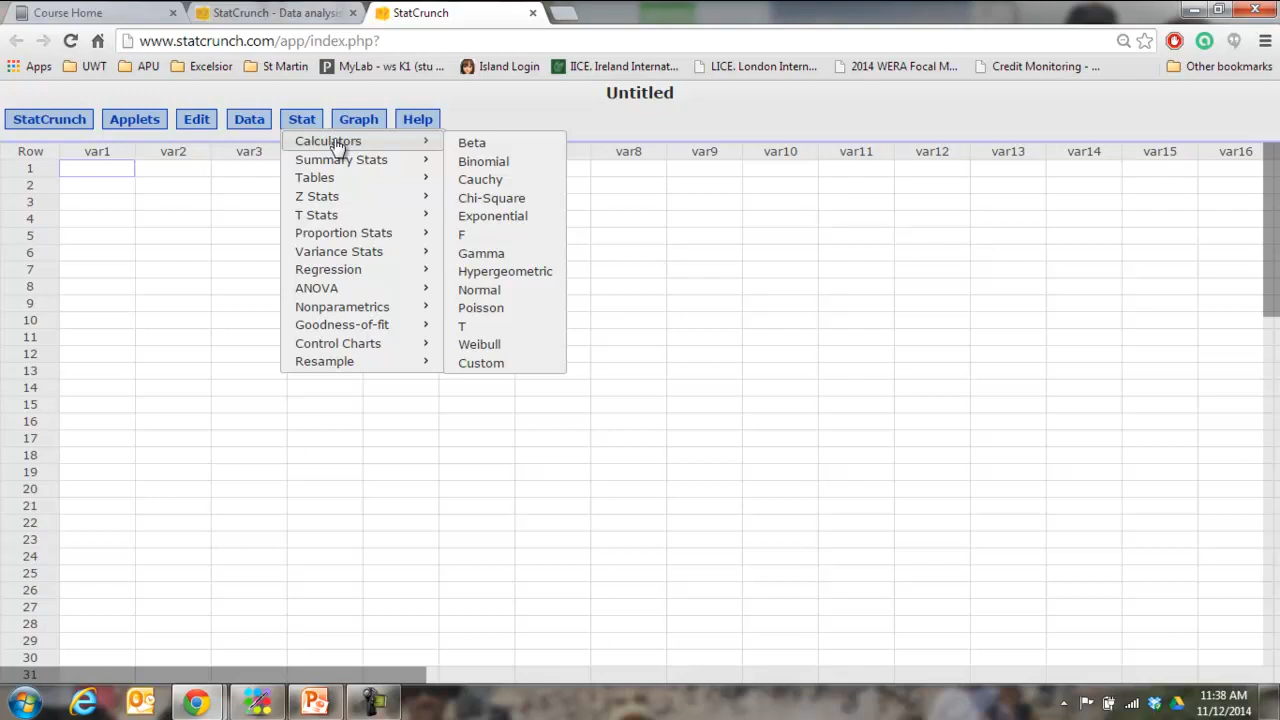 Course Home
StatCrunch - Data analysis
StatCrunch
www.statcrunch.com/app/index.php?
Apps UWT APU Excelsior St Martin MyLab - ws K1 (stu ... Island Login IICE, Ireland Internat... LICE, London Intern... 2014 WERA Focal M... Credit Monitoring - ... Other bookmarks
Untitled
StatCrunch Applets Edit Data Stat Graph Help
Row var1 var2 var3 var8 var9 var10 var11 var12 var13 var14 var15 var16
Calculators
Summary Stats
Tables
Z Stats
T Stats
Proportion Stats
Variance Stats
Regression
ANOVA
Nonparametrics
Goodness-of-fit
Control Charts
Resample
Beta
Binomial
Cauchy
Chi-Square
Exponential
F
Gamma
Hypergeometric
Normal
Poisson
T
Weibull
Custom
1
2
3
4
5
6
7
8
9
10
11
12
13
14
15
16
17
18
19
20
21
22
23
24
25
26
27
28
29
30
31
11:38 AM
11/12/2014